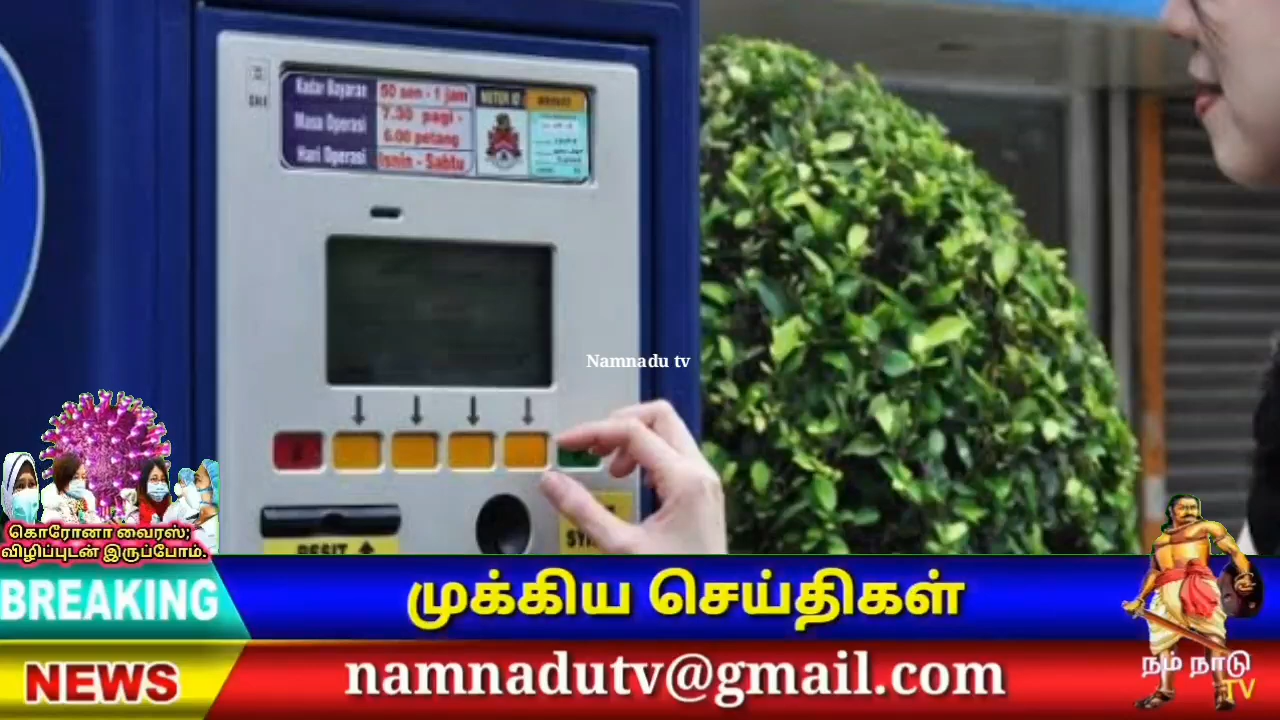 Kadar Bayaran 50 sen - 1 jam
Masa Operasi 7.30 pagi -
6.00 petang
Hari Operasi Isnin - Sabtu
Namnadu tv
RESIT
கொரோனா வைரஸ்;
விழிப்புடன் இருப்போம்.
BREAKING
முக்கிய செய்திகள்
NEWS
namnadutv@gmail.com
நம் நாடு
TV